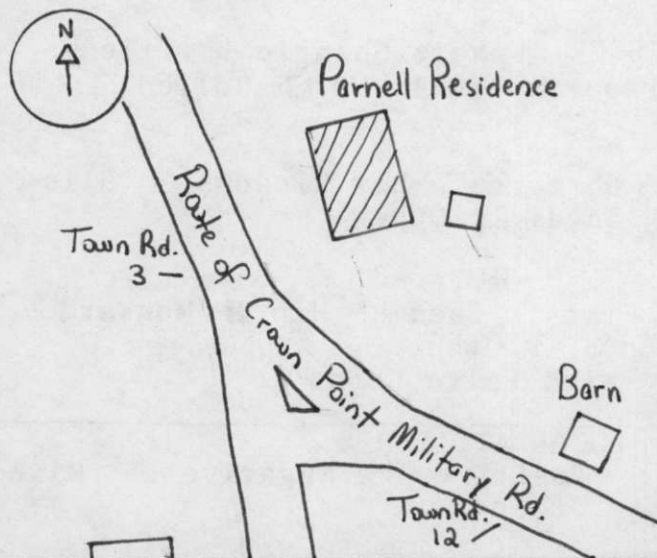 N
Parnell Residence
Route of Crown Point Military Rd.
Town Rd.
3
Barn
Town Rd.
12